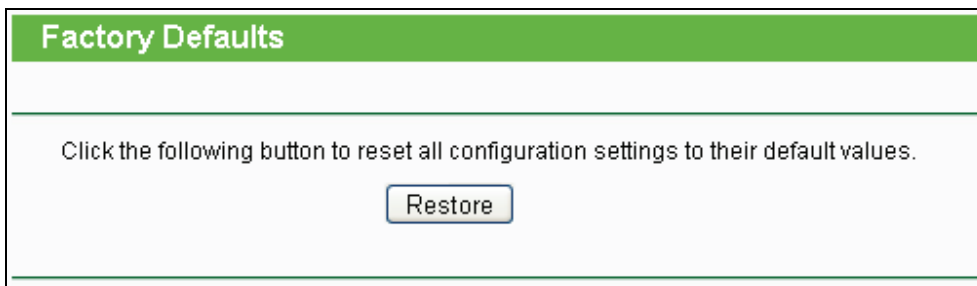 Factory Defaults
Click the following button to reset all configuration settings to their default values.
Restore